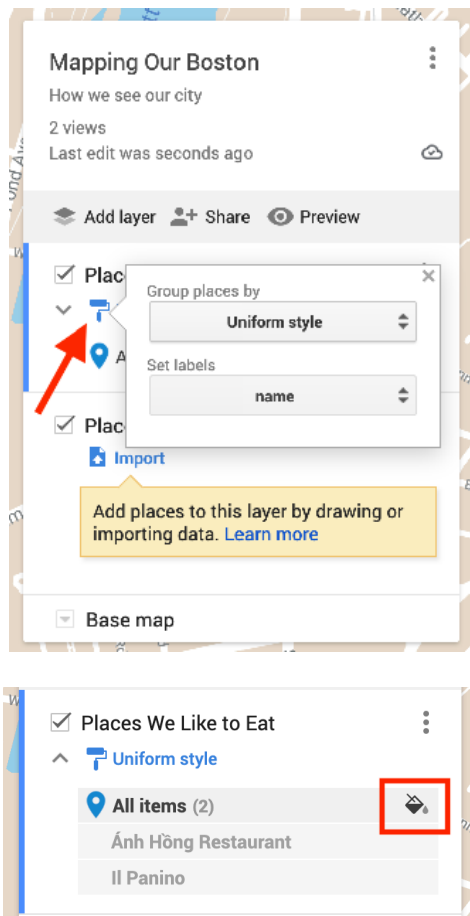 Mapping Our Boston
How we see our city
2 views
Last edit was seconds ago
Add layer Share Preview
Plac
Group places by
Uniform style
A
Set labels
name
Plac
Import
Add places to this layer by drawing or
importing data. Learn more
Base map
Places We Like to Eat
Uniform style
All items (2)
Ánh Hồng Restaurant
Il Panino